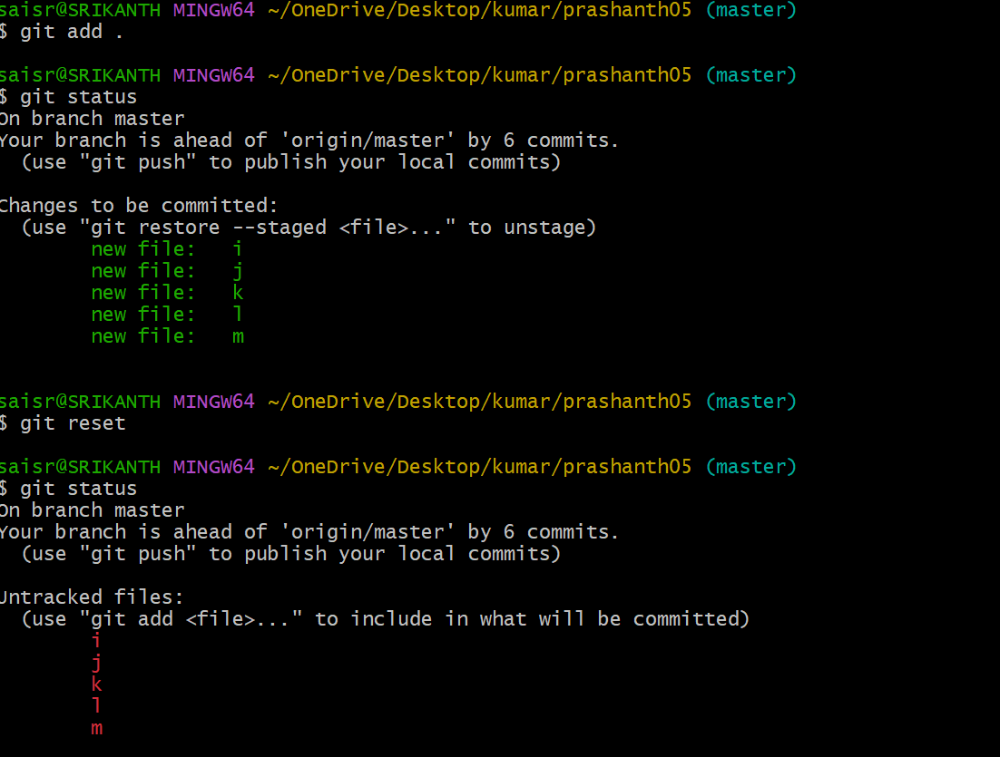 saisr@SRIKANTH MINGW64 ~/OneDrive/Desktop/kumar/prashanth05 (master)
$ git add .
saisr@SRIKANTH MINGW64 ~/OneDrive/Desktop/kumar/prashanth05 (master)
$ git status
On branch master
Your branch is ahead of 'origin/master' by 6 commits.
(use "git push" to publish your local commits)
Changes to be committed:
(use "git restore --staged <file>..." to unstage)
new file: i
new file: j
new file: k
new file: l
new file: m
saisr@SRIKANTH MINGW64 ~/OneDrive/Desktop/kumar/prashanth05 (master)
$ git reset
saisr@SRIKANTH MINGW64 ~/OneDrive/Desktop/kumar/prashanth05 (master)
$ git status
On branch master
Your branch is ahead of 'origin/master' by 6 commits.
(use "git push" to publish your local commits)
Untracked files:
(use "git add <file>..." to include in what will be committed)
i
j
k
l
m